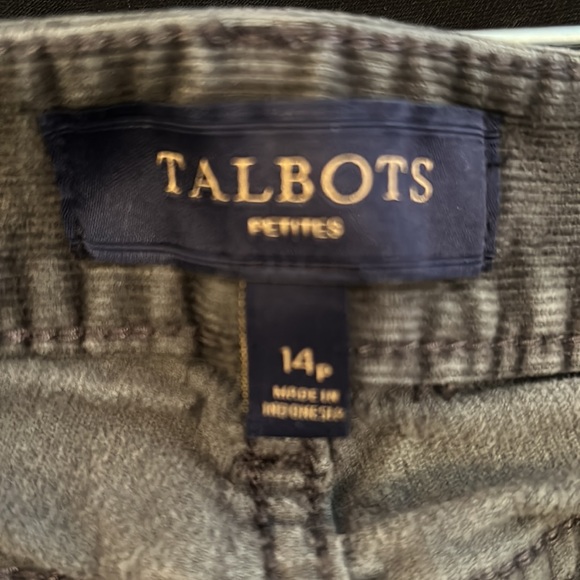 TALBOTS
PETITES
14P
MADE IN
INDONESIA